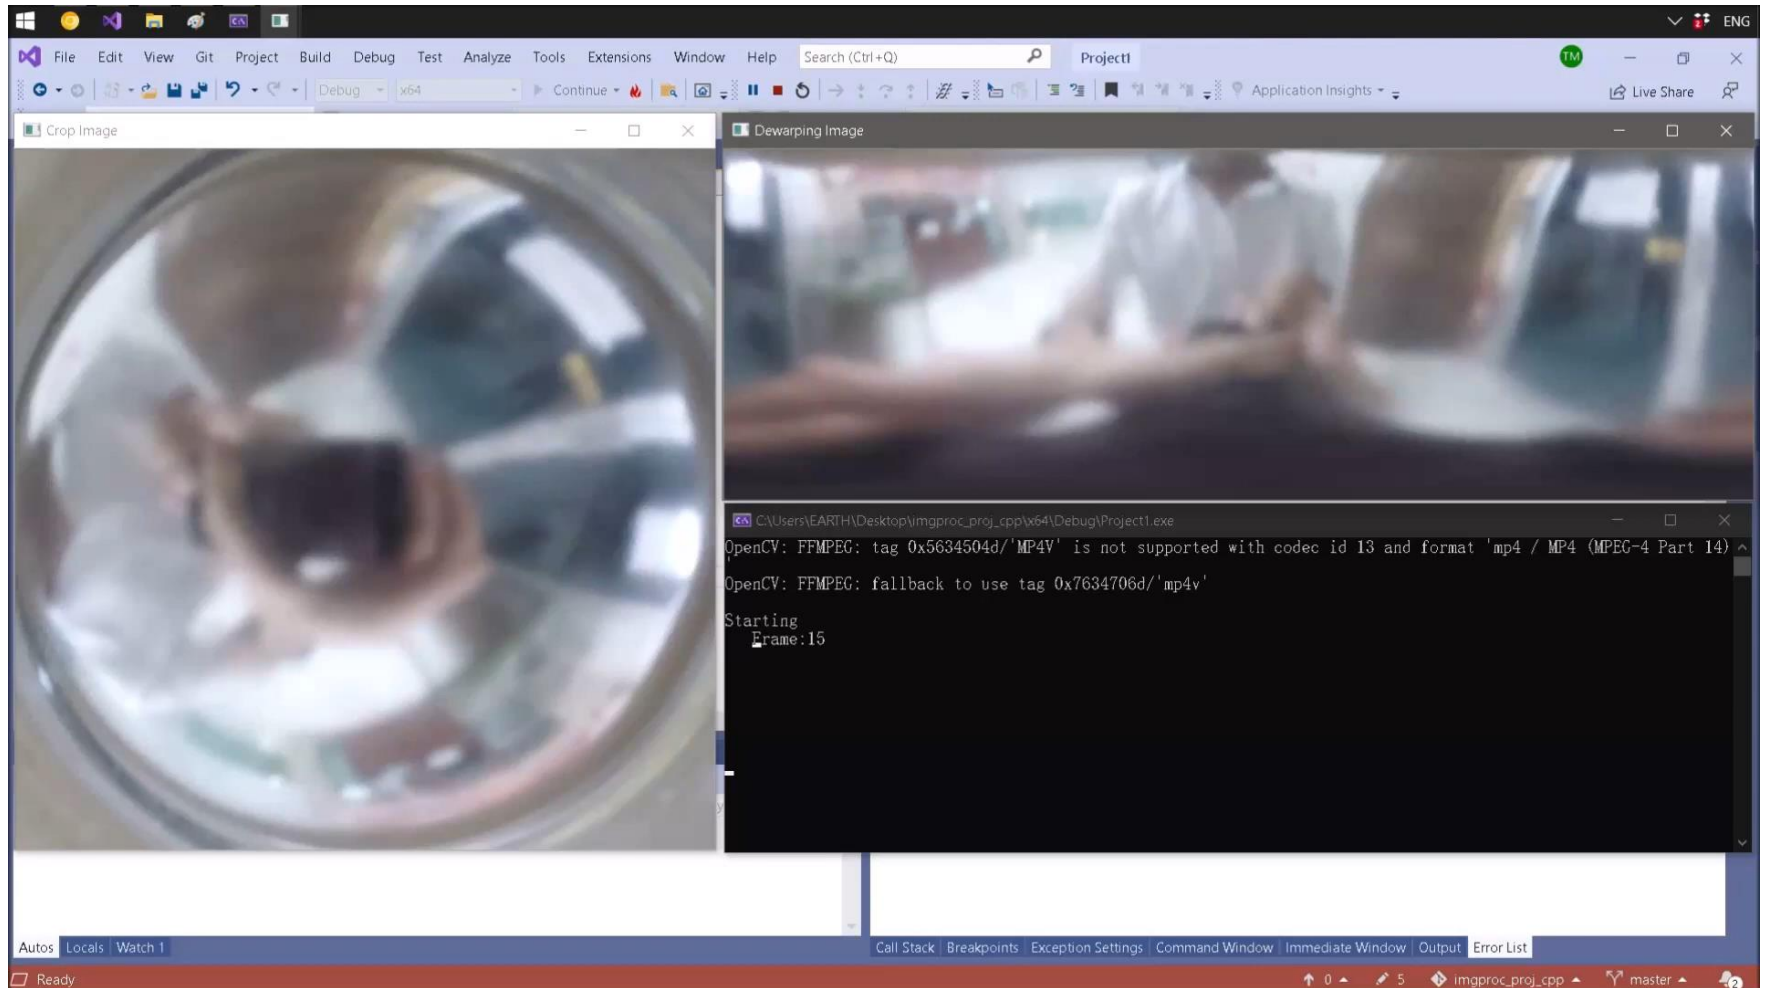 ENG
File Edit View Git Project Build Debug Test Analyze Tools Extensions Window Help Search (Ctrl+Q) Project1 TM
Debug x64 Continue Application Insights Live Share
Crop Image
Dewarping Image
C:\Users\EARTH\Desktop\imgproc_proj_cpp\x64\Debug\Project1.exe
OpenCV: FFMPEG: tag 0x5634504d/'MP4V' is not supported with codec id 13 and format 'mp4 / MP4 (MPEG-4 Part 14)
'
OpenCV: FFMPEG: fallback to use tag 0x7634706d/'mp4v'
Starting
Frame:15
Autos Locals Watch 1
Call Stack Breakpoints Exception Settings Command Window Immediate Window Output Error List
Ready
0 5 imgproc_proj_cpp master 2